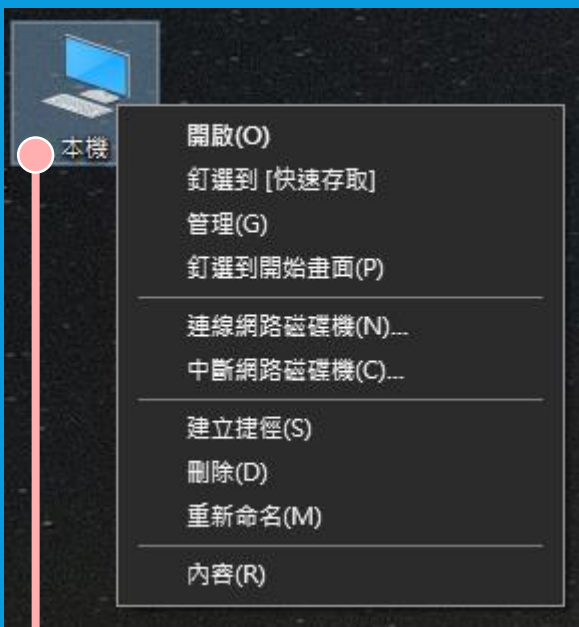 本機
開啟(O)
釘選到 [快速存取]
管理(G)
釘選到開始畫面(P)
連線網路磁碟機(N)...
中斷網路磁碟機(C)...
建立捷徑(S)
刪除(D)
重新命名(M)
內容(R)